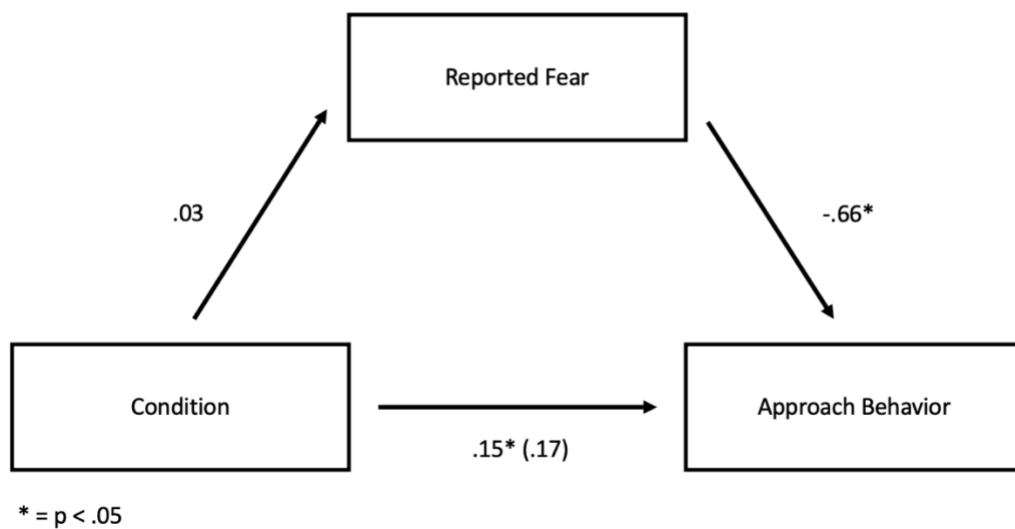 Reported Fear
.03
-.66*
Condition
Approach Behavior
.15* (.17)
* = p < .05